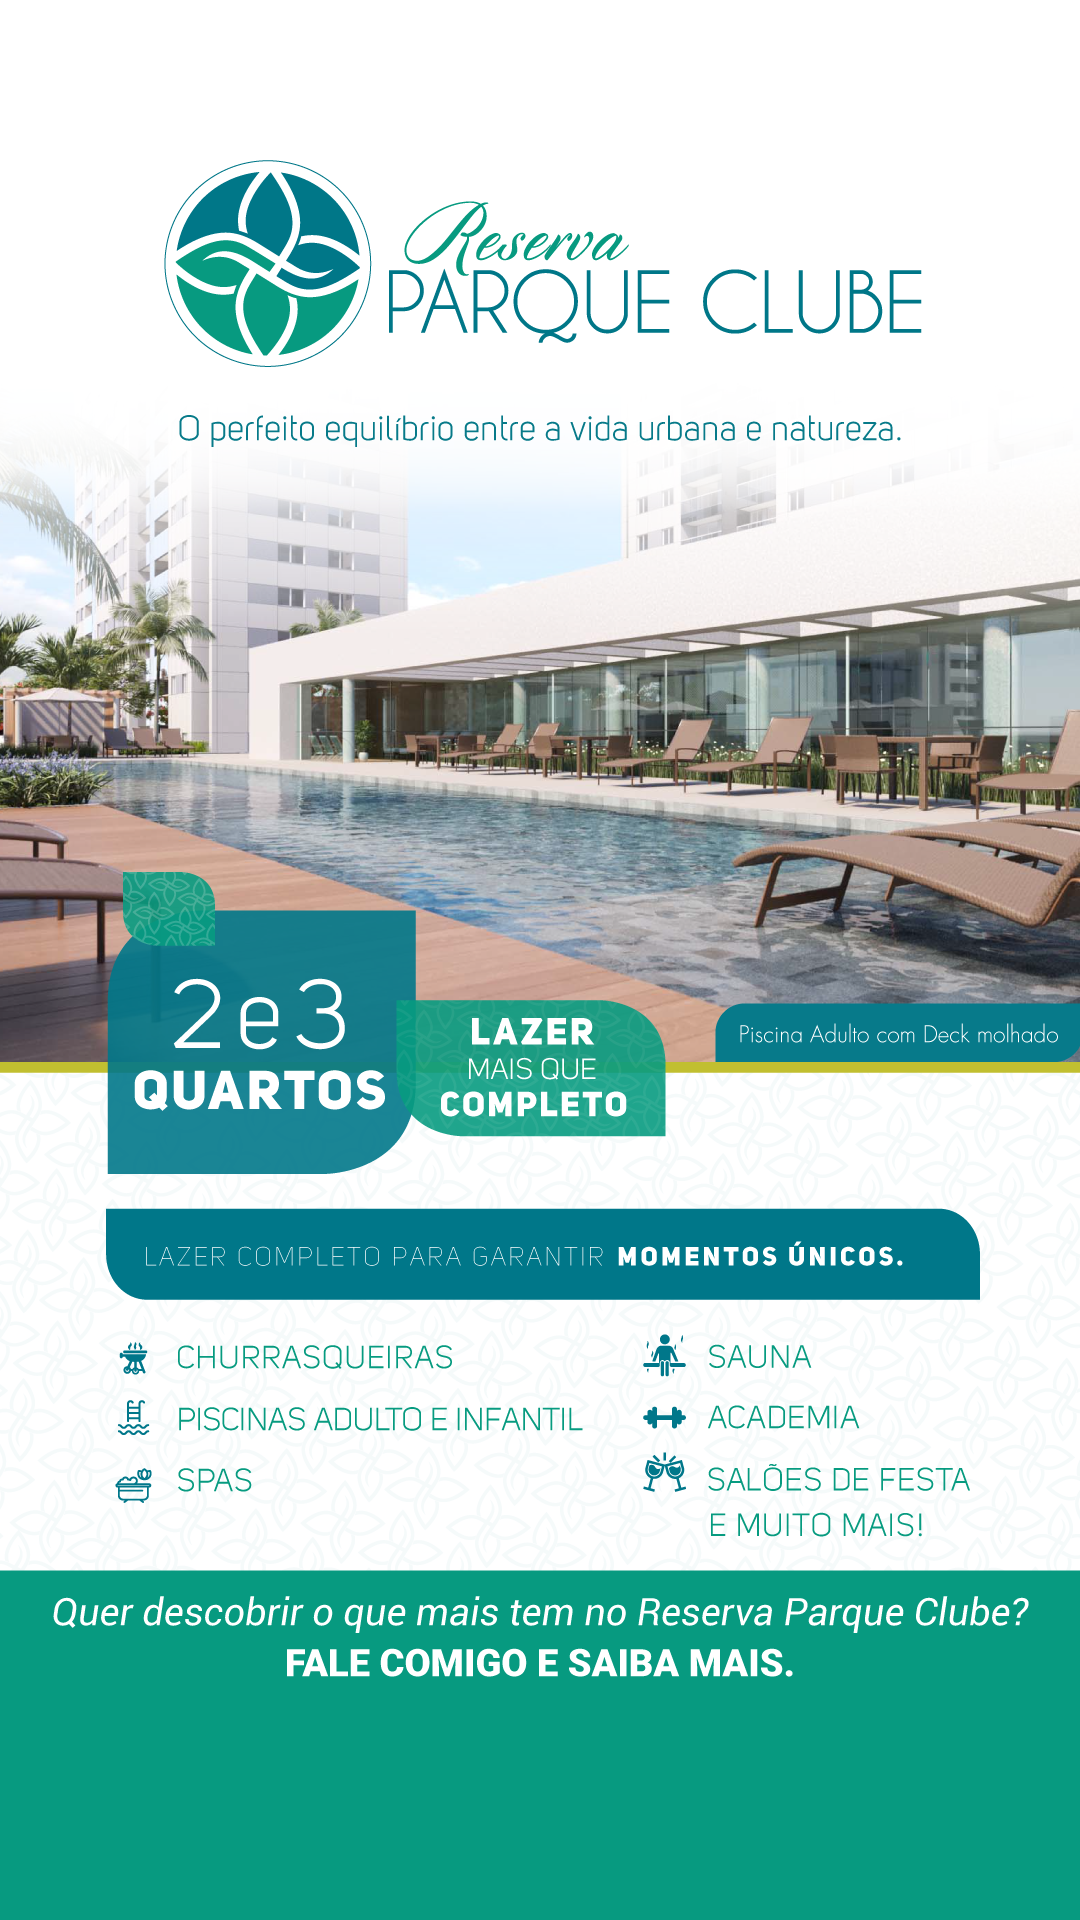 Reserva
PARQUE CLUBE
O perfeito equilíbrio entre a vida urbana e natureza.
2e3
QUARTOS
LAZER
MAIS QUE
COMPLETO
Piscina Adulto com Deck molhado
LAZER COMPLETO PARA GARANTIR MOMENTOS ÚNICOS.
CHURRASQUEIRAS
PISCINAS ADULTO E INFANTIL
SPAS
SAUNA
ACADEMIA
SALÕES DE FESTA
E MUITO MAIS!
Quer descobrir o que mais tem no Reserva Parque Clube?
FALE COMIGO E SAIBA MAIS.